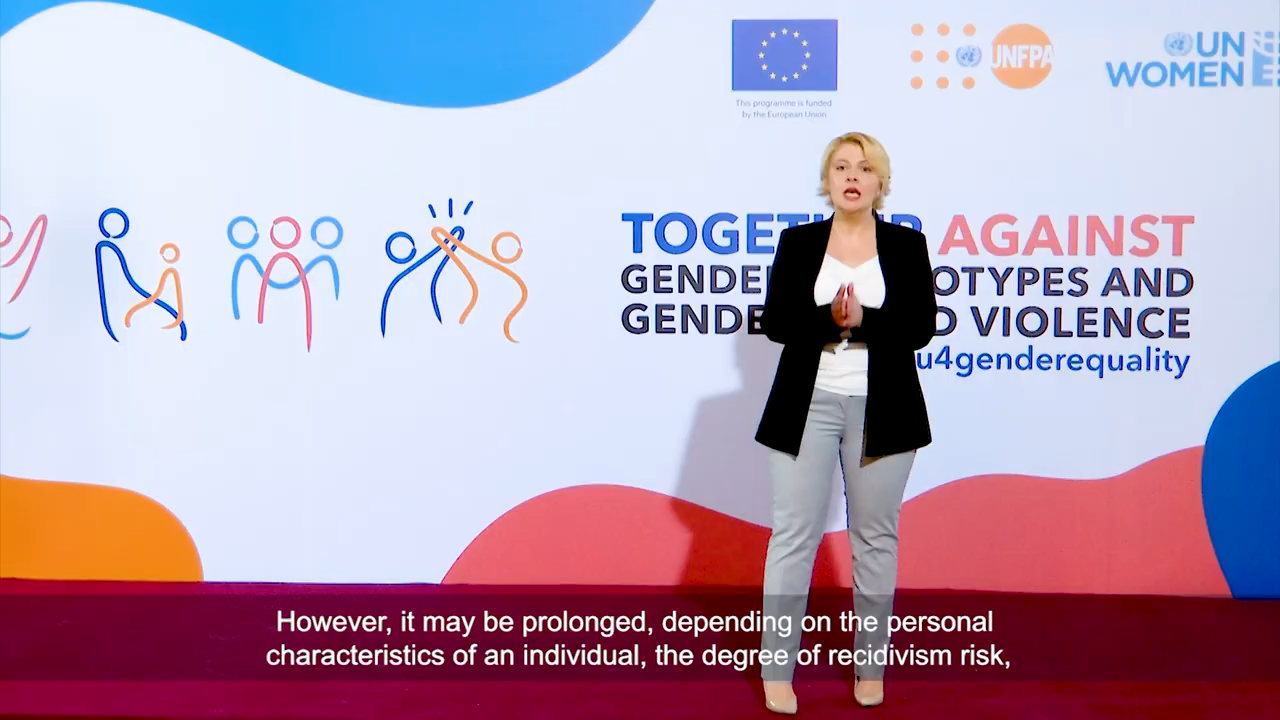 This programme is funded
by the European Union
UNFPA
UN
WOMEN
TOGETHER AGAINST
GENDE OTYPES AND
GENDE D VIOLENCE
u4genderequality
However, it may be prolonged, depending on the personal
characteristics of an individual, the degree of recidivism risk,